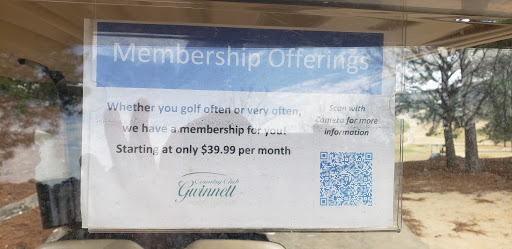 Membership Offerings
Whether you golf often or very often,
we have a membership for you!
Starting at only $39.99 per month
Scan with
Camera for more
information
Country Club
Gwinnett